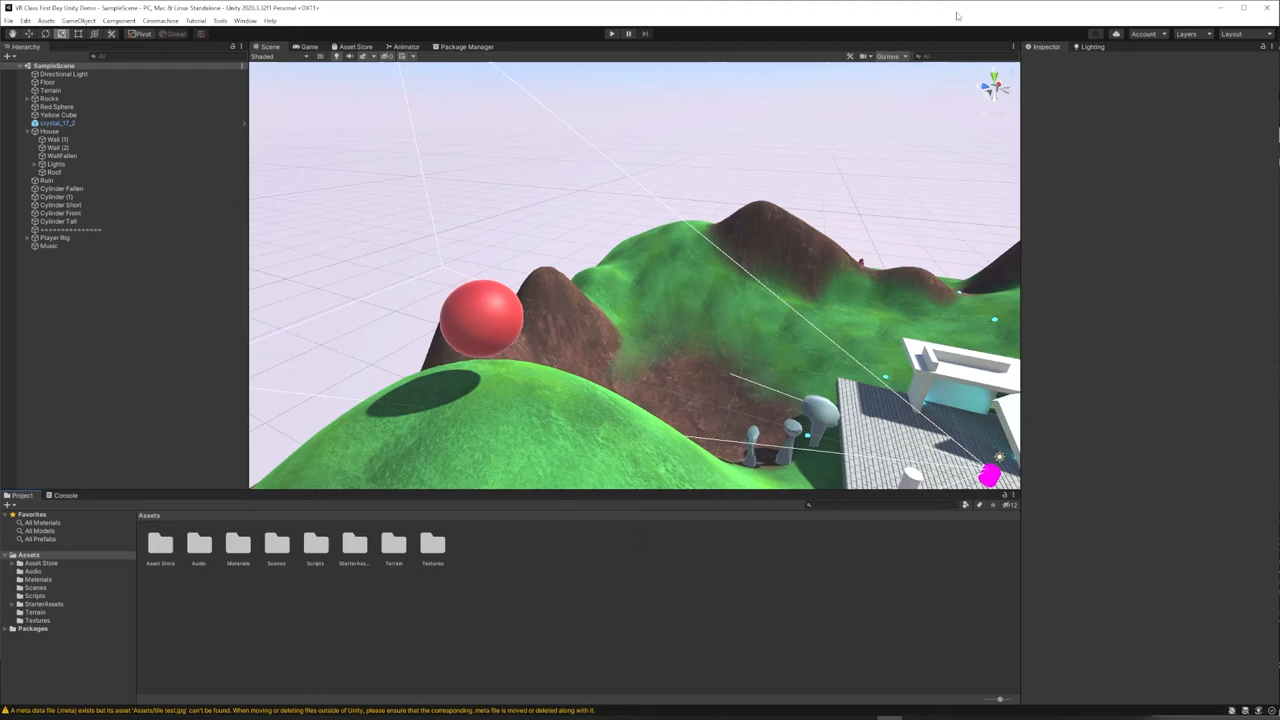 VR Class First Day Unity Demo - SampleScene - PC, Mac & Linux Standalone - Unity 2020.3.32f1 Personal <DX11>
File Edit Assets GameObject Component Cinemachine Tutorial Tools Window Help
Pivot Global Account Layers Layout
Hierarchy Scene Game Asset Store Animator Package Manager Inspector Lighting
All Shaded 2D 0 Gizmos All
SampleScene
Directional Light
Floor
Terrain
Rocks
Red Sphere
Yellow Cube
crystal_17_2
House
Wall (1)
Wall (2)
WallFallen
Lights
Roof
Ruin
Cylinder Fallen
Cylinder (1)
Cylinder Short
Cylinder Front
Cylinder Tall
===============
Player Rig
Music
Project Console
12
Favorites
All Materials
All Models
All Prefabs
Assets
Asset Store
Audio
Materials
Scenes
Scripts
StarterAssets
Terrain
Textures
Packages
Assets
Asset Store Audio Materials Scenes Scripts StarterAss... Terrain Textures
A meta data file (.meta) exists but its asset 'Assets/tile test.jpg' can't be found. When moving or deleting files outside of Unity, please ensure that the corresponding .meta file is moved or deleted along with it.